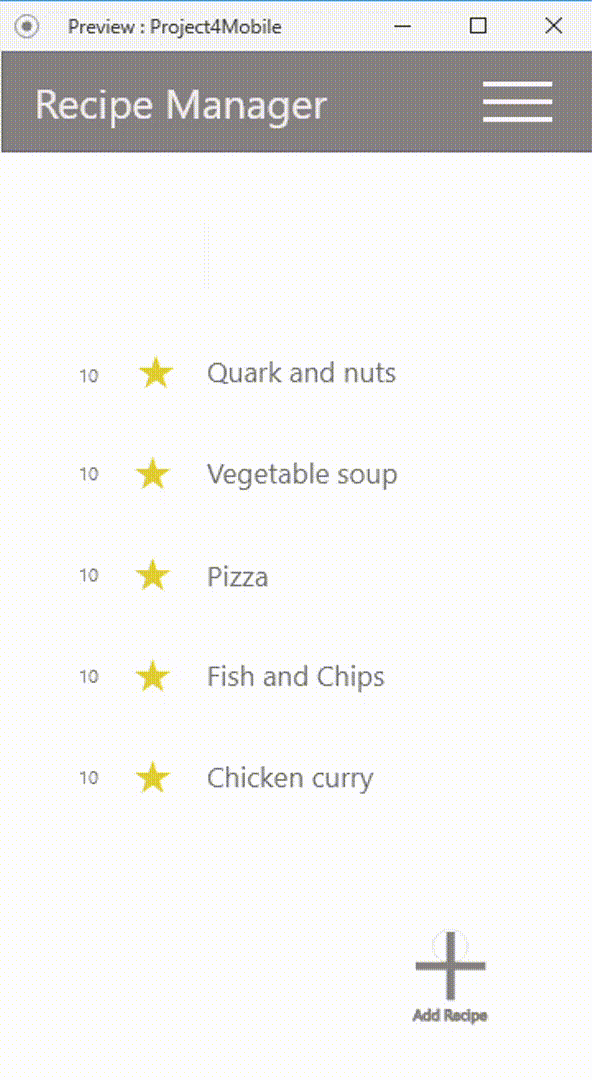 Preview : Project4Mobile
Recipe Manager
10 ★ Quark and nuts
10 ★ Vegetable soup
10 ★ Pizza
10 ★ Fish and Chips
10 ★ Chicken curry
Add Recipe